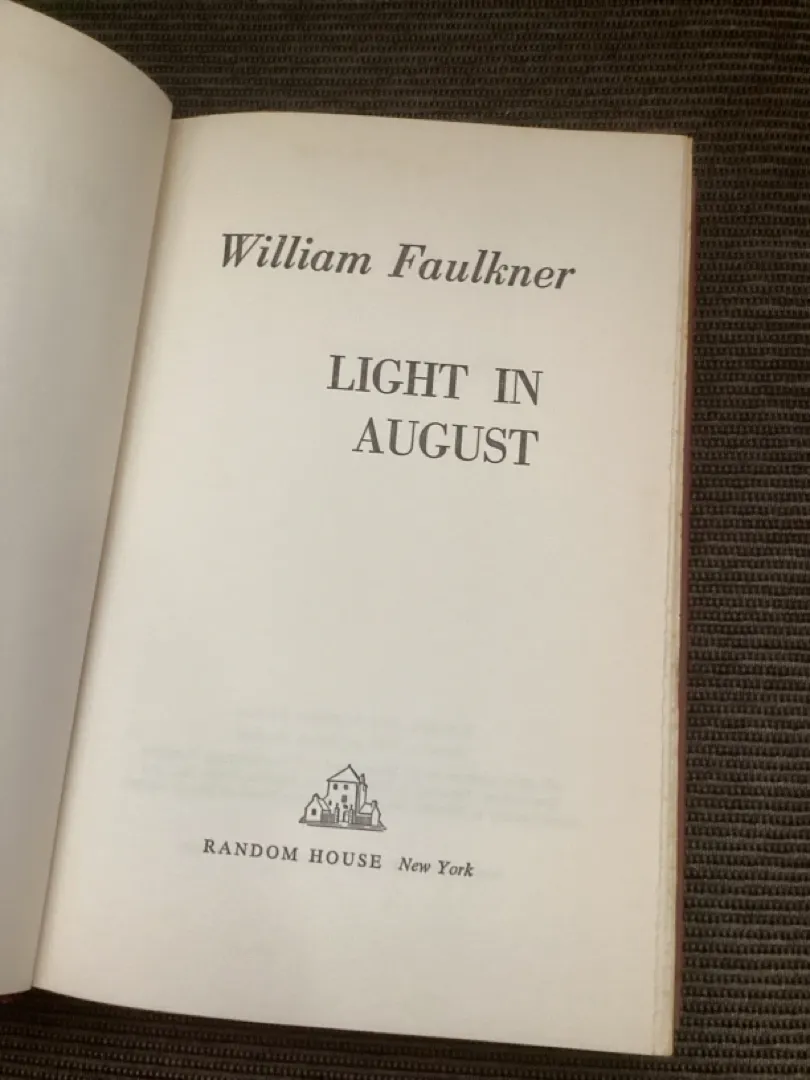 William Faulkner
LIGHT IN
AUGUST
RANDOM HOUSE New York